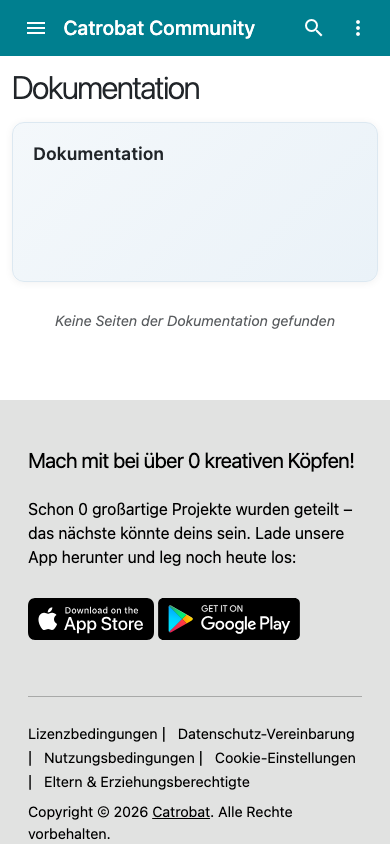 Catrobat Community
Dokumentation
Dokumentation
Keine Seiten der Dokumentation gefunden
Mach mit bei über 0 kreativen Köpfen!
Schon 0 großartige Projekte wurden geteilt –
das nächste könnte deins sein. Lade unsere
App herunter und leg noch heute los:
Download on the
App Store
GET IT ON
Google Play
Lizenzbedingungen | Datenschutz-Vereinbarung
| Nutzungsbedingungen | Cookie-Einstellungen
| Eltern & Erziehungsberechtigte
Copyright © 2026 Catrobat. Alle Rechte
vorbehalten.